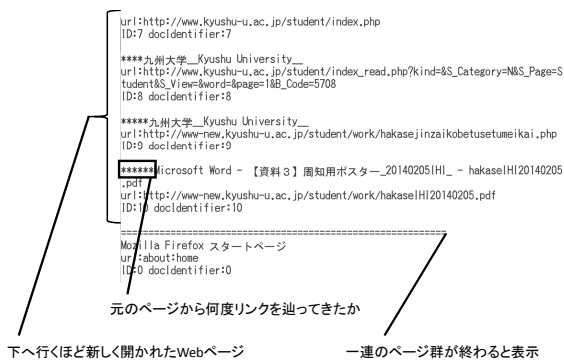 url:http://www.kyushu-u.ac.jp/student/index.php
ID:7 docIdentifier:7
****九州大学__Kyushu University__
url:http://www.kyushu-u.ac.jp/student/index_read.php?kind=&S_Category=N&S_Page=S
tudent&S_View=&word=&page=1&B_Code=5708
ID:8 docIdentifier:8
*****九州大学__Kyushu University__
url:http://www-new.kyushu-u.ac.jp/student/work/hakasejinzaikobetusetumeikai.php
ID:9 docIdentifier:9
******Microsoft Word - 【資料３】周知用ポスター_20140205IHI_ - hakaseIHI20140205
.pdf
url:http://www-new.kyushu-u.ac.jp/student/work/hakaseIHI20140205.pdf
ID:10 docIdentifier:10
=================================================================
Mozilla Firefox スタートページ
url:about:home
ID:0 docIdentifier:0
元のページから何度リンクを辿ってきたか
下へ行くほど新しく開かれたWebページ
一連のページ群が終わると表示